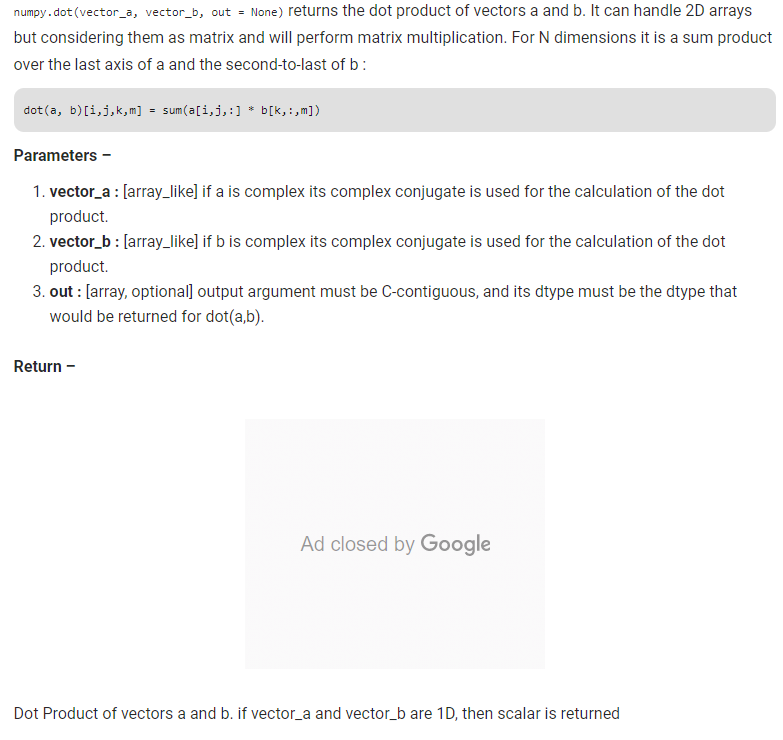 numpy.dot(vector_a, vector_b, out = None) returns the dot product of vectors a and b. It can handle 2D arrays
but considering them as matrix and will perform matrix multiplication. For N dimensions it is a sum product
over the last axis of a and the second-to-last of b :
dot(a, b)[i,j,k,m] = sum(a[i,j,:] * b[k,:,m])
Parameters –
1. vector_a : [array_like] if a is complex its complex conjugate is used for the calculation of the dot
product.
2. vector_b : [array_like] if b is complex its complex conjugate is used for the calculation of the dot
product.
3. out : [array, optional] output argument must be C-contiguous, and its dtype must be the dtype that
would be returned for dot(a,b).
Return –
Ad closed by Google
Dot Product of vectors a and b. if vector_a and vector_b are 1D, then scalar is returned